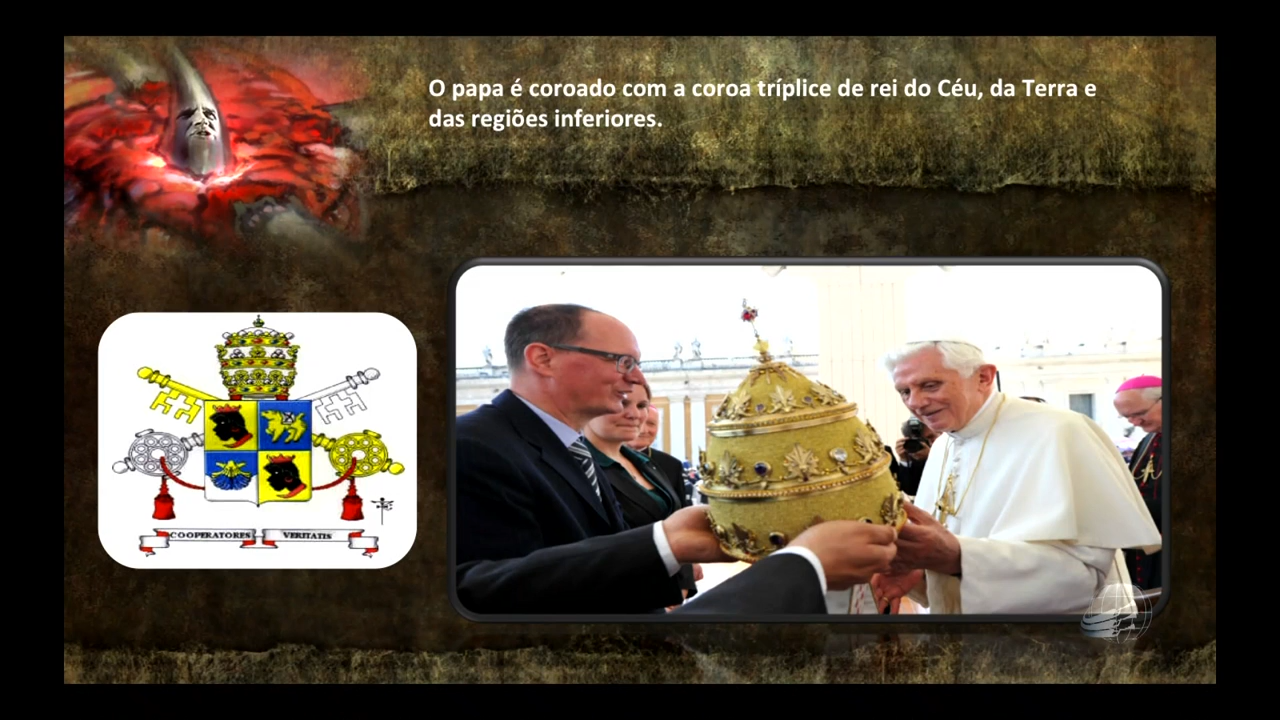 O papa é coroado com a coroa tríplice de rei do Céu, da Terra e
das regiões inferiores.
COOPERATORES VERITATIS